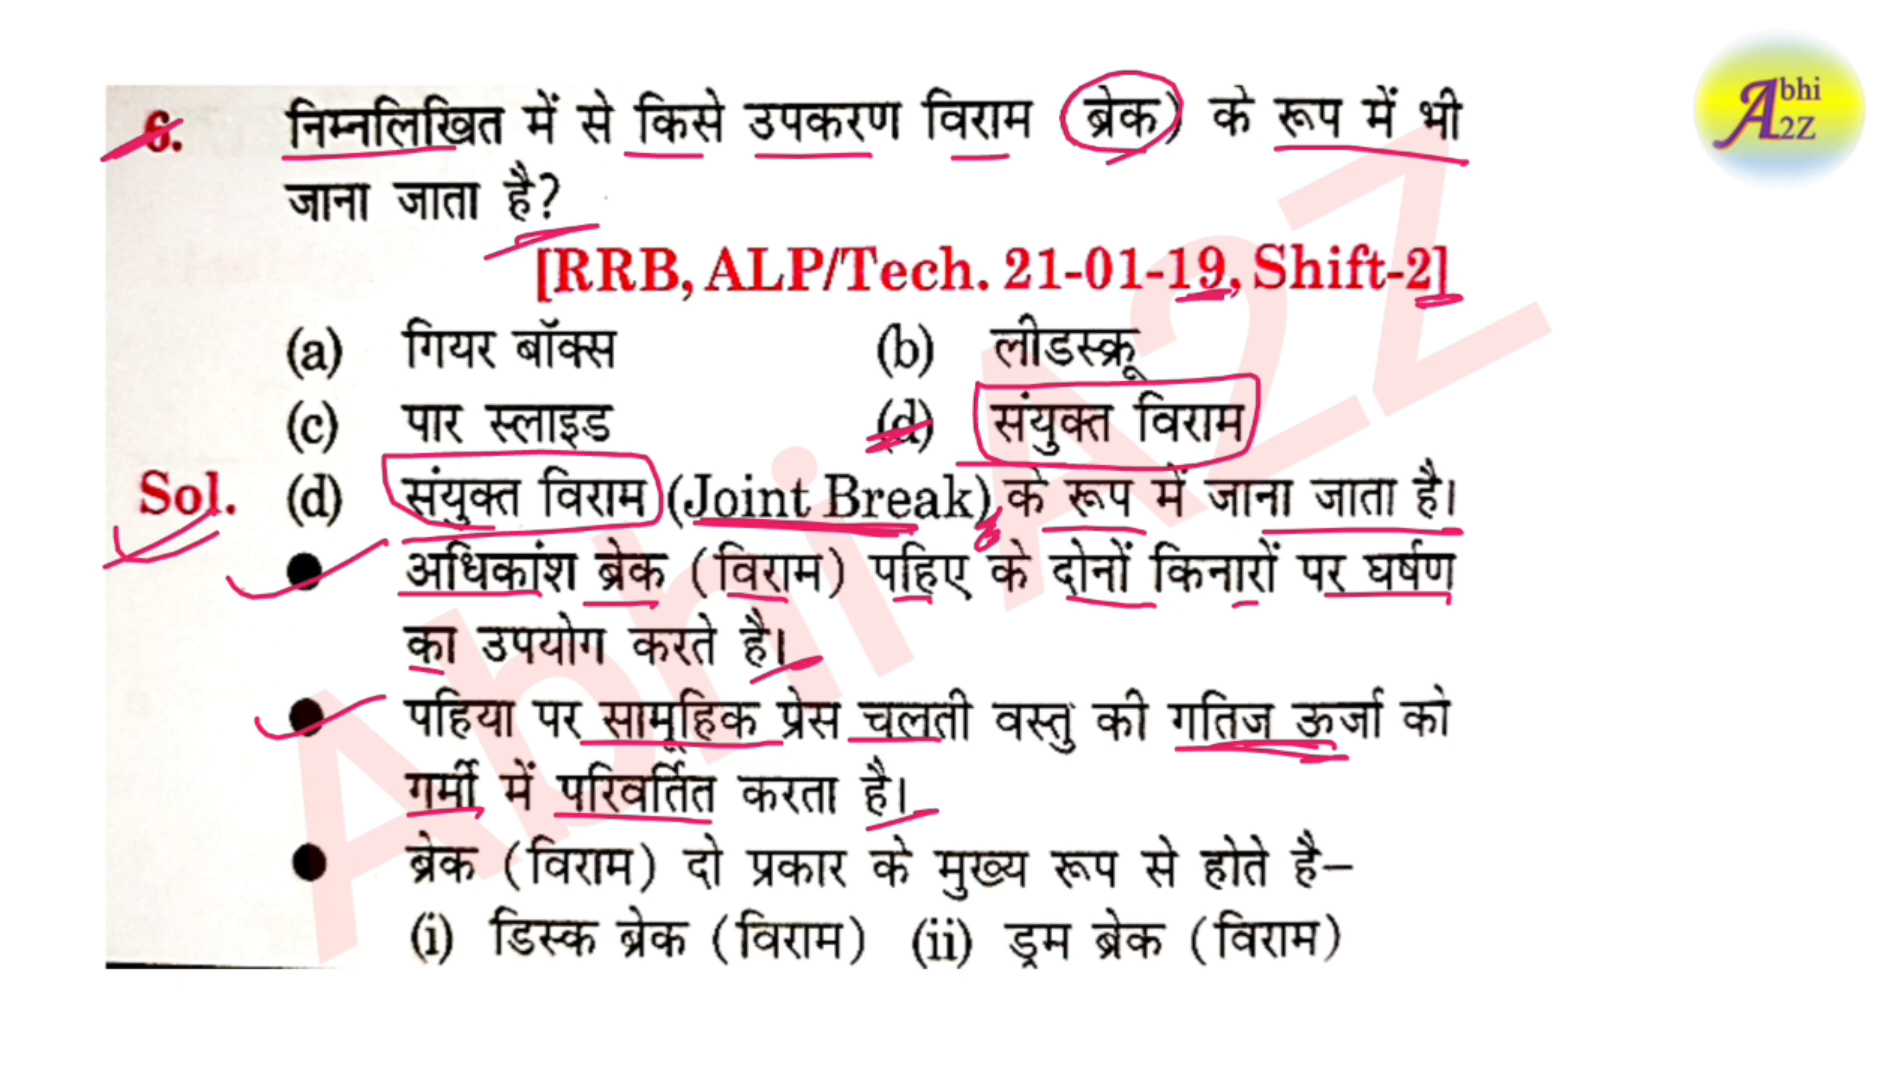 Abhi
A2Z
6. निम्नलिखित में से किसे उपकरण विराम (ब्रेक) के रूप में भी
जाना जाता है?
[RRB, ALP/Tech. 21-01-19, Shift-2]
(a) गियर बॉक्स (b) लीडस्क्रू
(c) पार स्लाइड (d) संयुक्त विराम
Sol. (d) संयुक्त विराम (Joint Break) के रूप में जाना जाता है।
● अधिकांश ब्रेक (विराम) पहिए के दोनों किनारों पर घर्षण
का उपयोग करते है।
● पहिया पर सामूहिक प्रेस चलती वस्तु की गतिज ऊर्जा को
गर्मी में परिवर्तित करता है।
● ब्रेक (विराम) दो प्रकार के मुख्य रूप से होते है–
(i) डिस्क ब्रेक (विराम) (ii) ड्रम ब्रेक (विराम)
Abhi A2Z